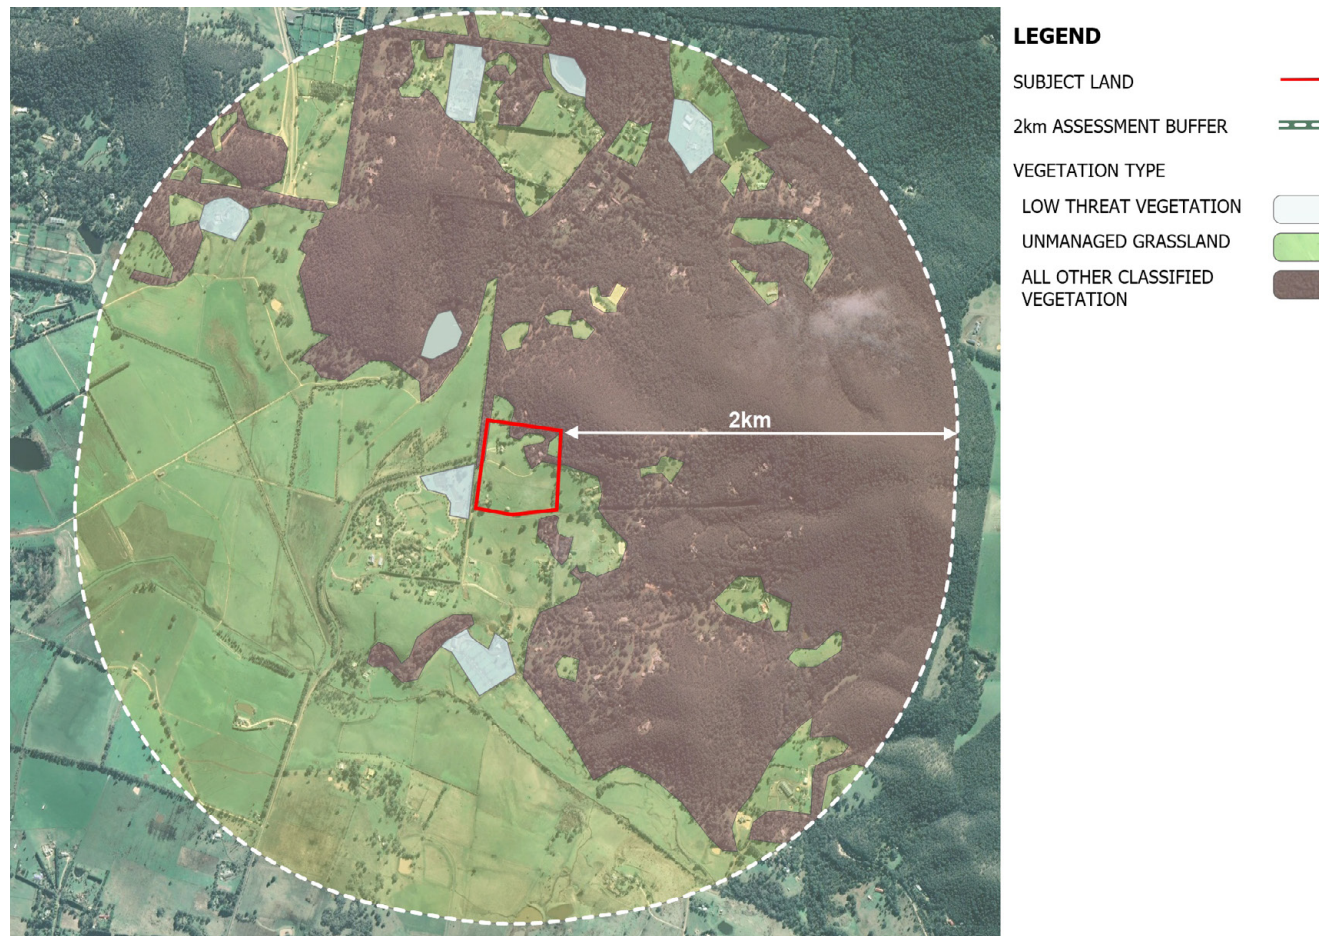 LEGEND
SUBJECT LAND
2km ASSESSMENT BUFFER
VEGETATION TYPE
LOW THREAT VEGETATION
UNMANAGED GRASSLAND
ALL OTHER CLASSIFIED
VEGETATION
2km